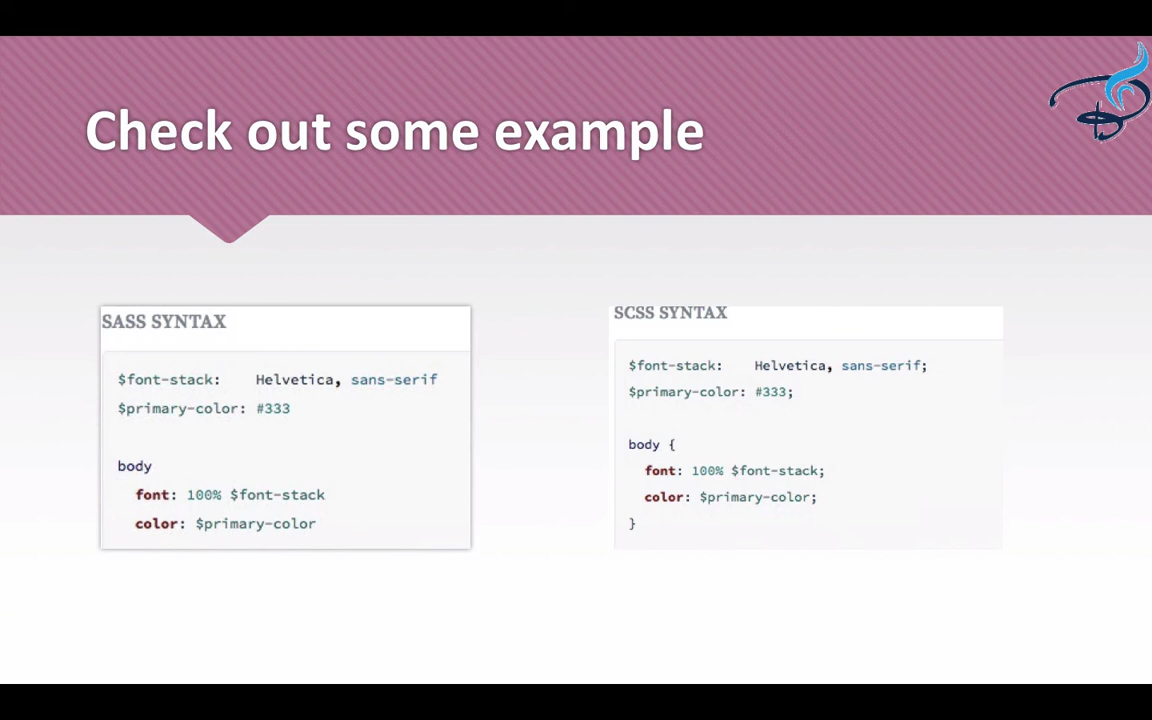 Check out some example
SASS SYNTAX
$font-stack: Helvetica, sans-serif
$primary-color: #333
body
font: 100% $font-stack
color: $primary-color
SCSS SYNTAX
$font-stack: Helvetica, sans-serif;
$primary-color: #333;
body {
font: 100% $font-stack;
color: $primary-color;
}